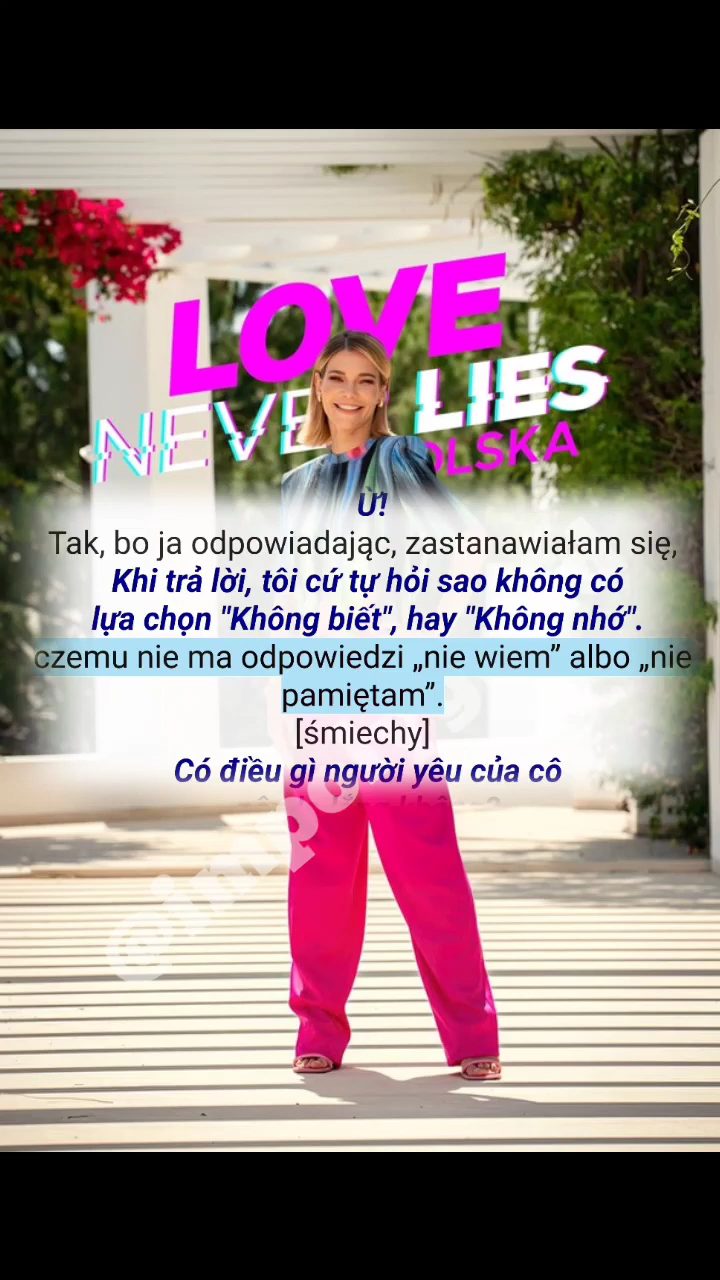 LOVE
NEVER LIES
POLSKA
Ừ!
Tak, bo ja odpowiadając, zastanawiałam się,
Khi trả lời, tôi cứ tự hỏi sao không có
lựa chọn "Không biết", hay "Không nhớ".
czemu nie ma odpowiedzi „nie wiem” albo „nie
pamiętam”.
[śmiechy]
Có điều gì người yêu của cô